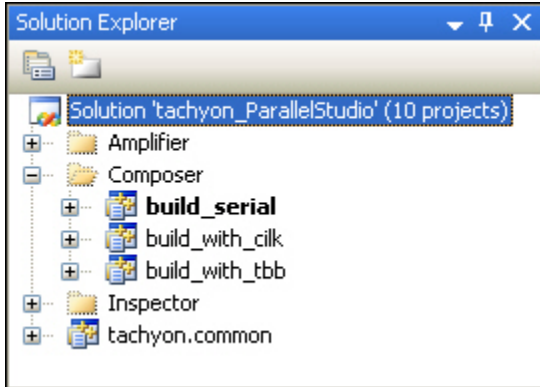 Solution Explorer
Solution 'tachyon_ParallelStudio' (10 projects)
Amplifier
Composer
build_serial
build_with_cilk
build_with_tbb
Inspector
tachyon.common